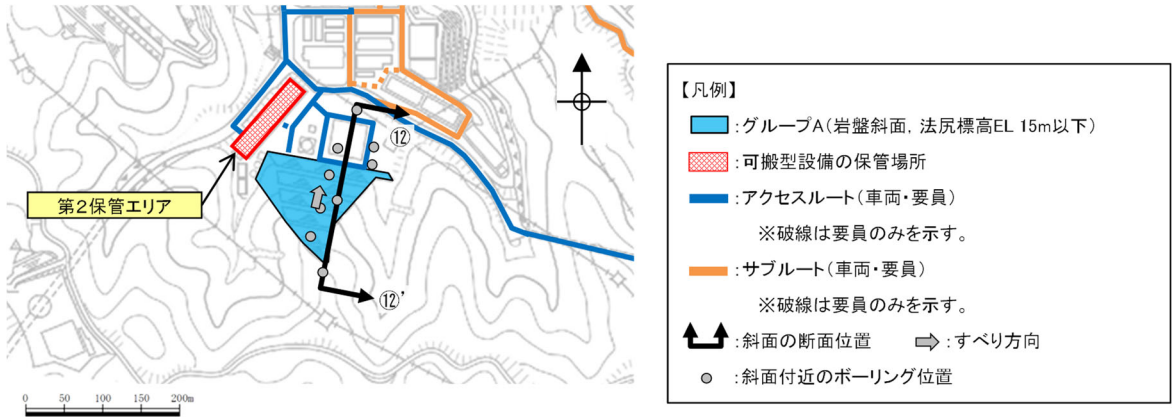 ⑫
第2保管エリア
⑫'
0 50 100 150 200m
【凡例】
:グループA(岩盤斜面, 法尻標高EL 15m以下)
:可搬型設備の保管場所
:アクセスルート(車両・要員)
※破線は要員のみを示す。
:サブルート(車両・要員)
※破線は要員のみを示す。
:斜面の断面位置 :すべり方向
:斜面付近のボーリング位置